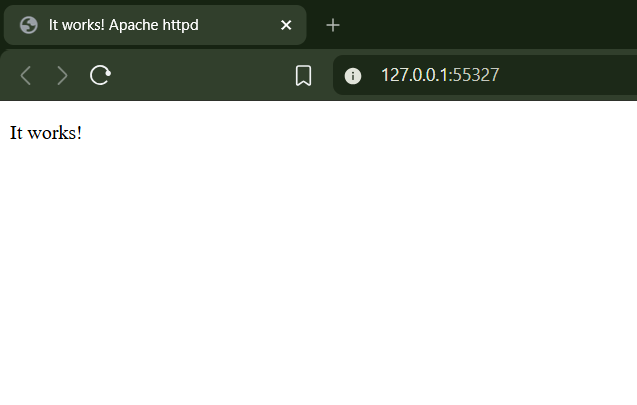 It works! Apache httpd
127.0.0.1:55327
It works!